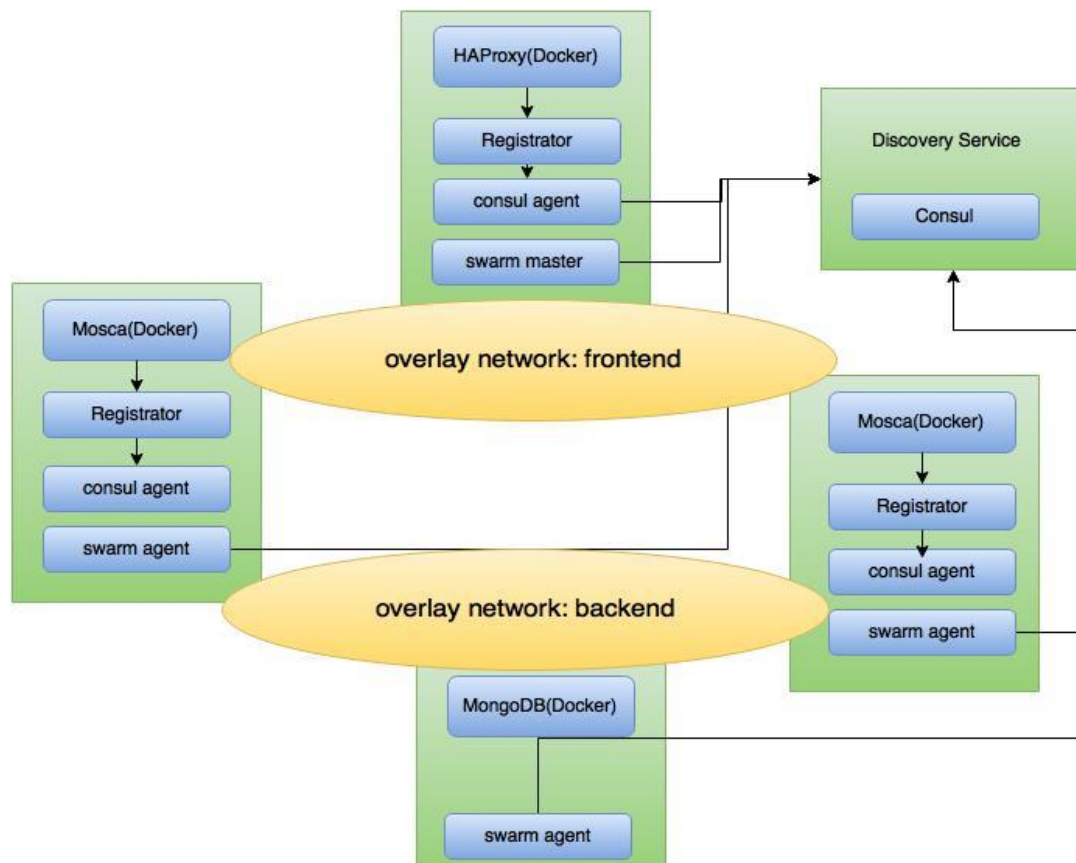 HAProxy(Docker)
Registrator
consul agent
swarm master
Discovery Service
Consul
overlay network: frontend
Mosca(Docker)
Registrator
consul agent
swarm agent
Mosca(Docker)
Registrator
consul agent
swarm agent
overlay network: backend
MongoDB(Docker)
swarm agent